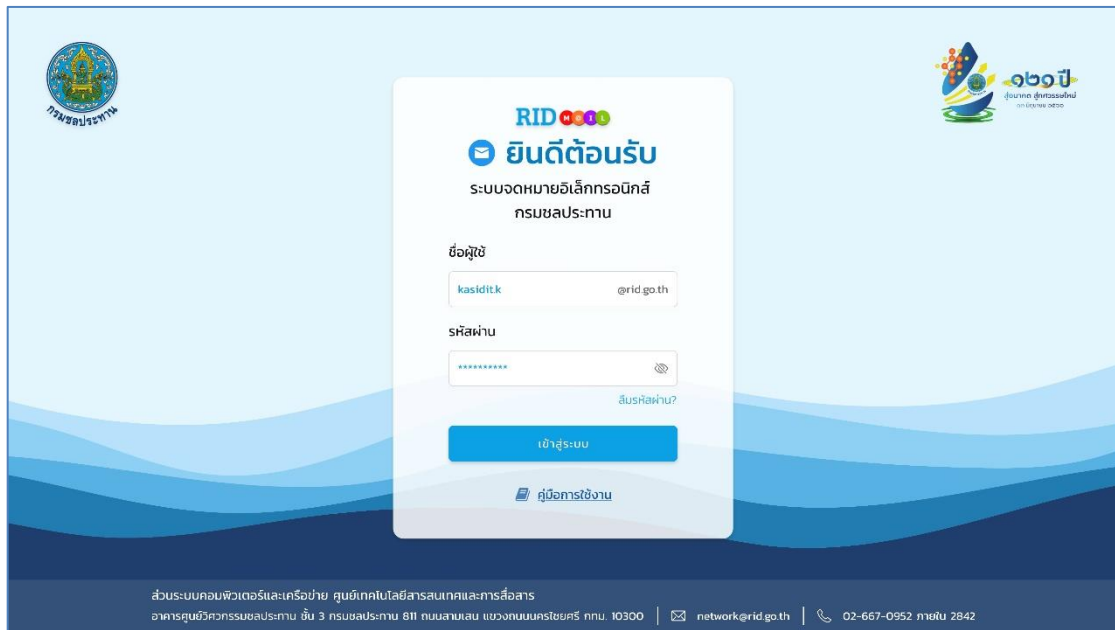 กรมชลประทาน
๑๒๑ ปี
RID MOIL
ยินดีต้อนรับ
ระบบจดหมายอิเล็กทรอนิกส์
กรมชลประทาน
ชื่อผู้ใช้
kasidit.k @rid.go.th
รหัสผ่าน
**********
ลืมรหัสผ่าน?
เข้าสู่ระบบ
คู่มือการใช้งาน
ส่วนระบบคอมพิวเตอร์และเครือข่าย ศูนย์เทคโนโลยีสารสนเทศและการสื่อสาร
อาคารศูนย์วิศวกรรมชลประทาน ชั้น 3 กรมชลประทาน 811 ถนนสามเสน แขวงถนนนครไชยศรี กทม. 10300 | network@rid.go.th | 02-667-0952 ภายใน 2842